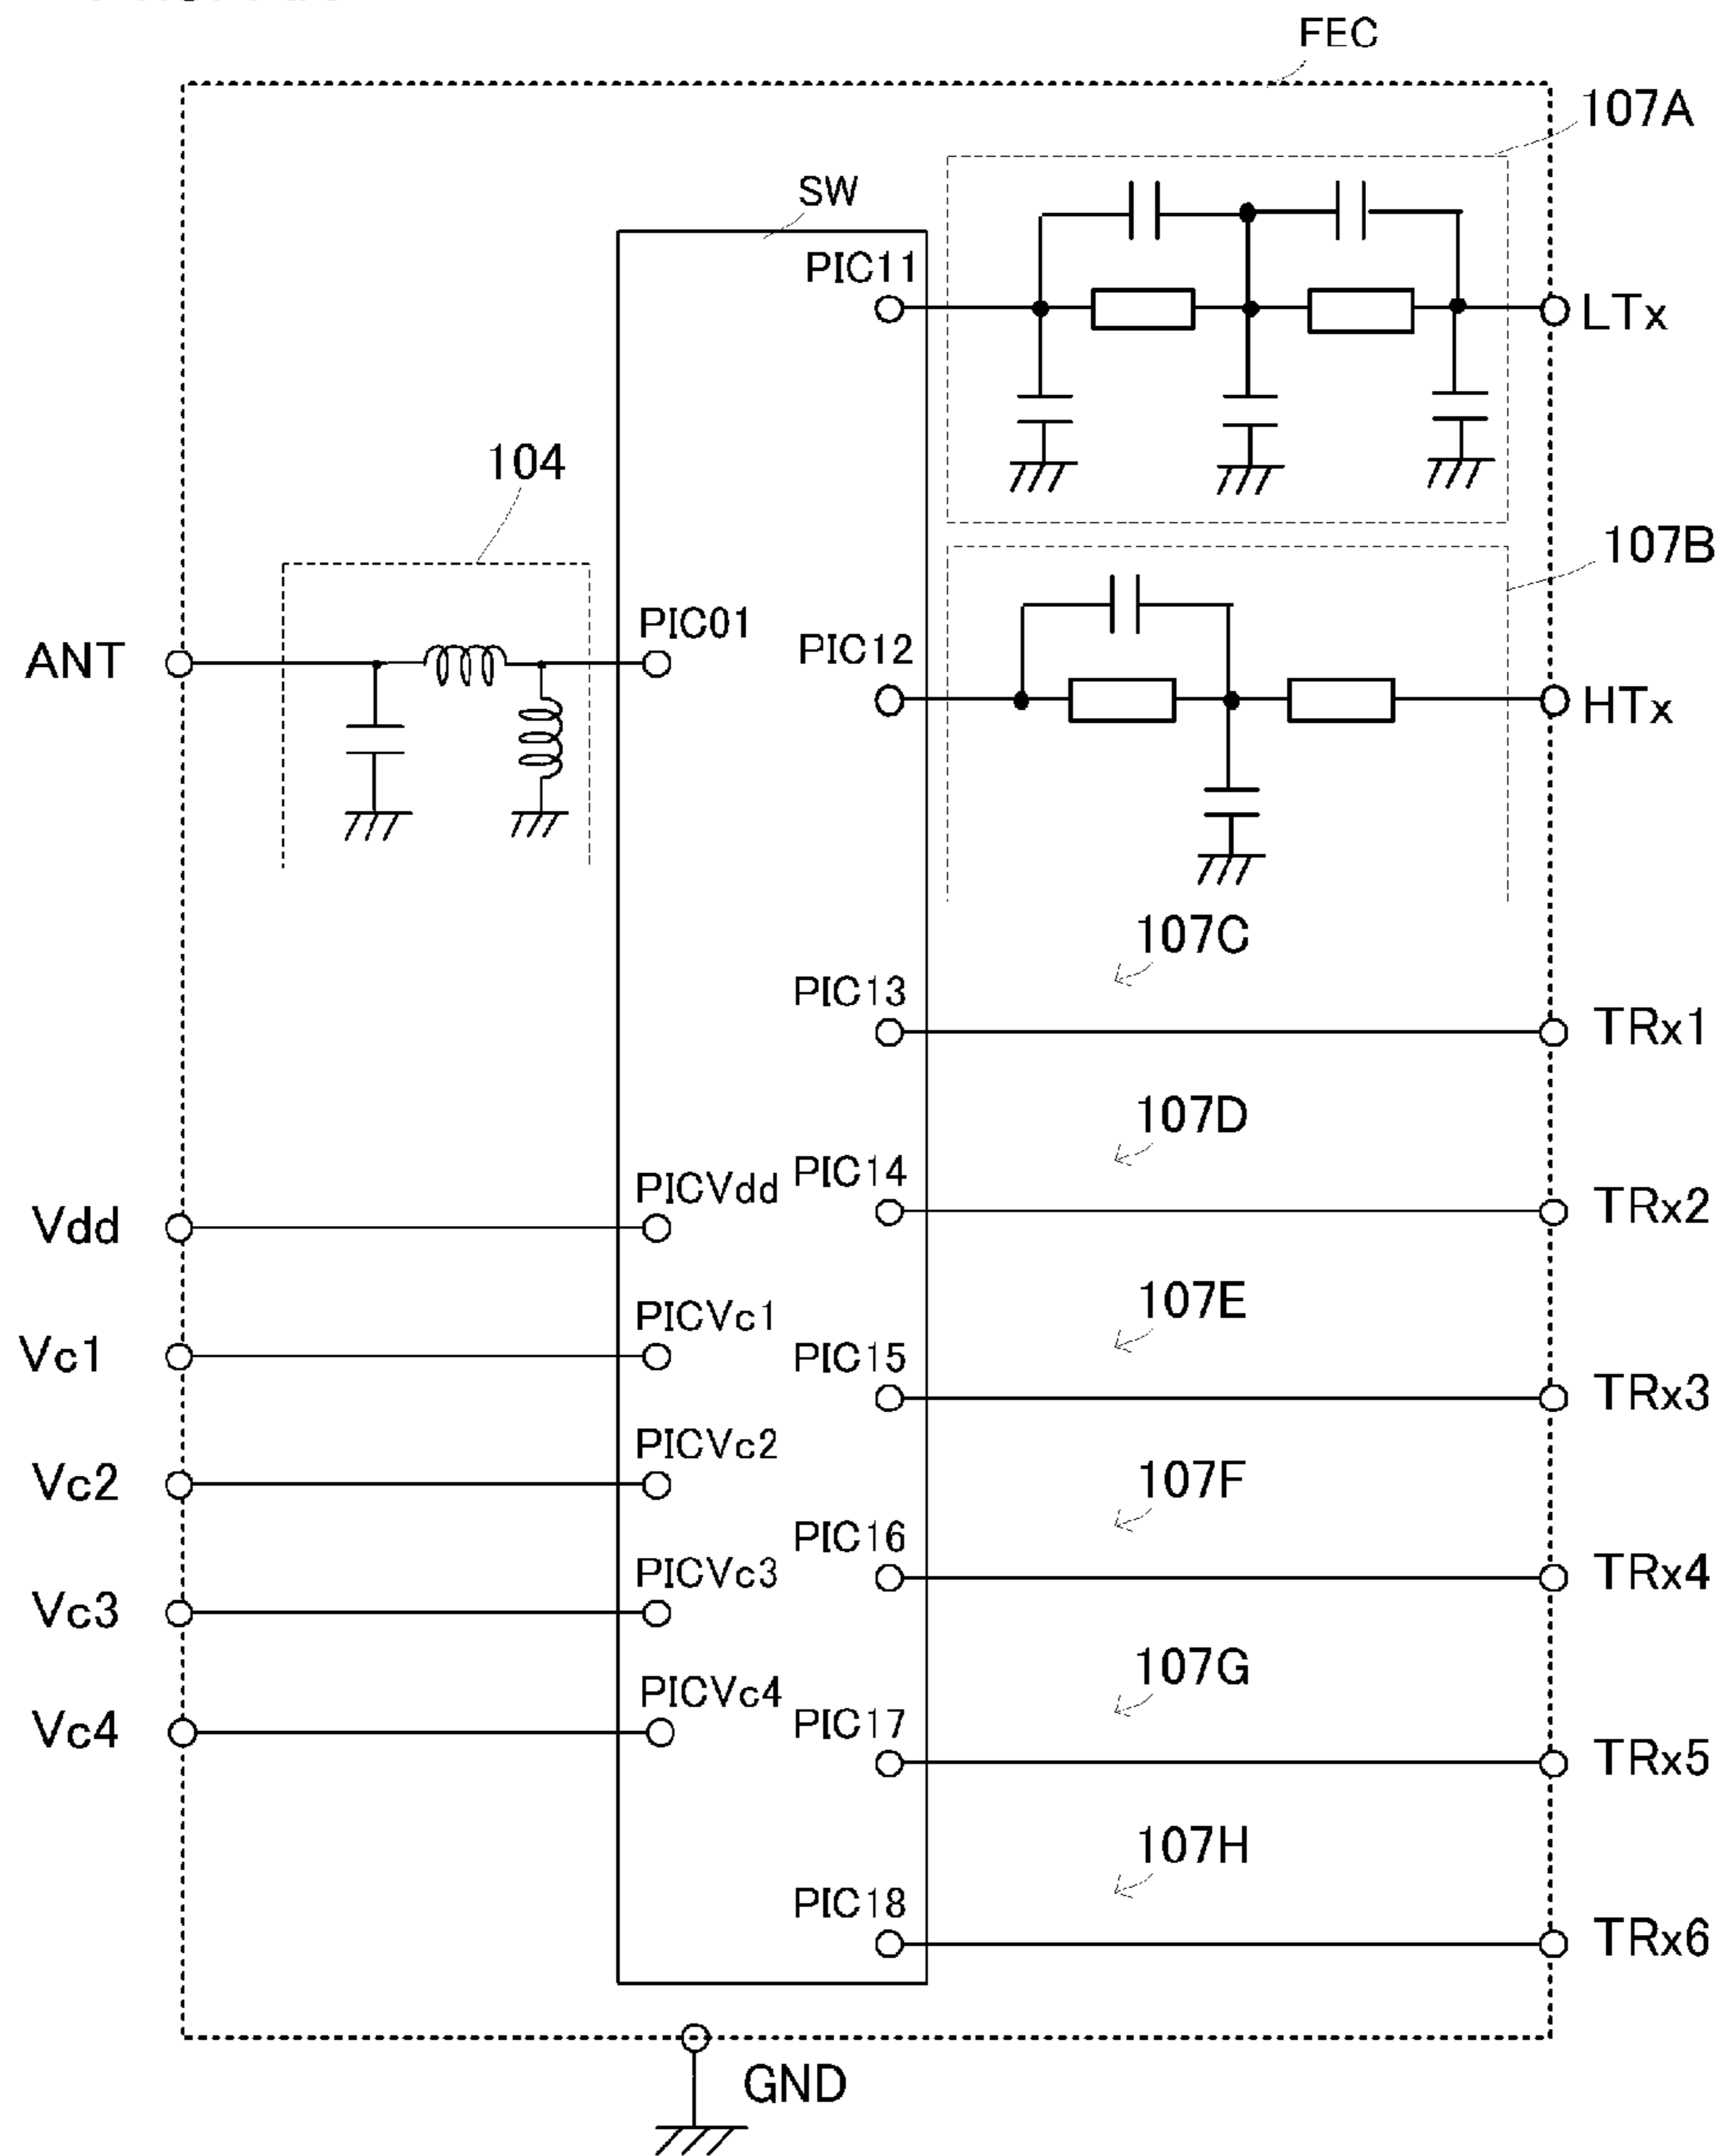 FEC
107A
SW
PIC11
LTx
104
107B
PIC01
ANT
PIC12
HTx
107C
PIC13
TRx1
107D
PIC14
PICVdd
Vdd
TRx2
107E
PICVc1
Vc1
PIC15
TRx3
PICVc2
107F
Vc2
PIC16
TRx4
PICVc3
Vc3
107G
PICVc4
PIC17
Vc4
TRx5
107H
PIC18
TRx6
GND